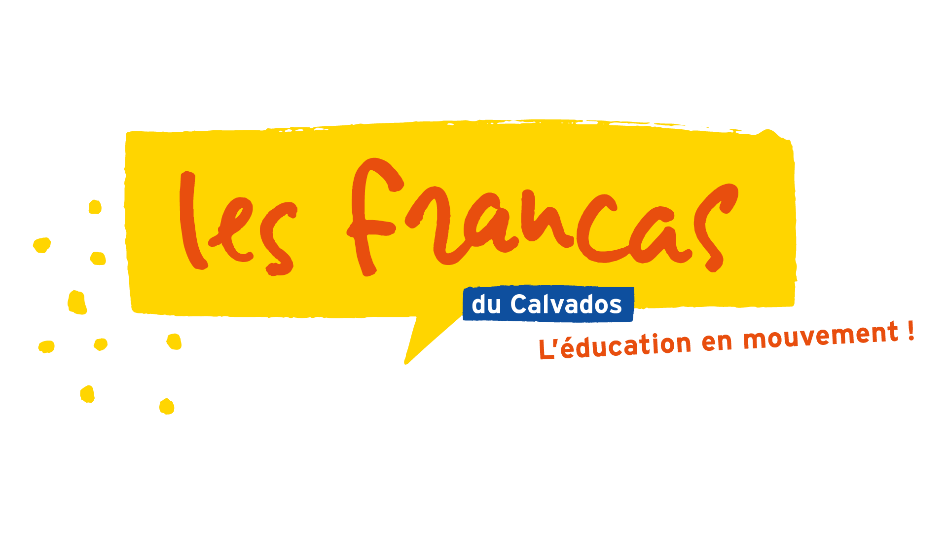 les francas
du Calvados
L'éducation en mouvement !